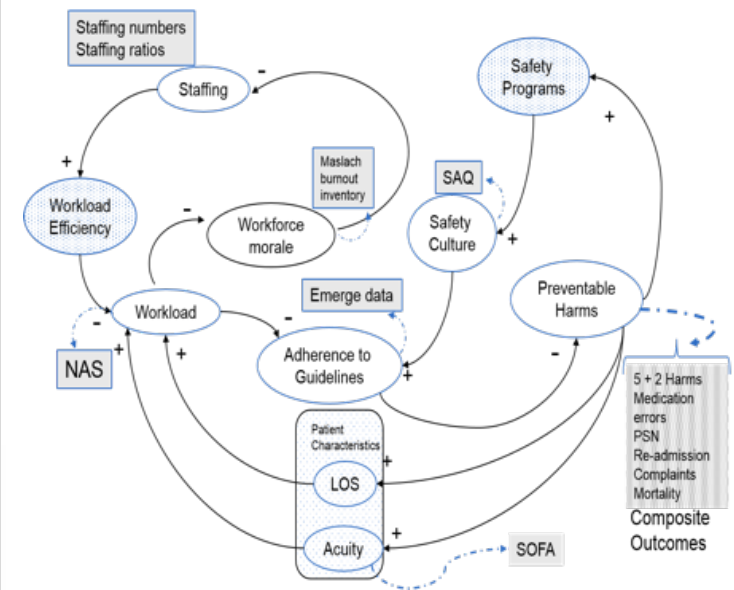 Staffing numbers
Staffing ratios
-
Staffing
Safety
Programs
+
+
Maslach
burnout
inventory
SAQ
Workload
Efficiency
-
Workforce
morale
Safety
Culture
+
Preventable
Harms
Emerge data
Workload
-
-
+
+
NAS
Adherence to
Guidelines
+
-
5 + 2 Harms
Medication
errors
PSN
Re-admission
Complaints
Mortality
Composite
Outcomes
Patient
Characteristics
+
LOS
+
Acuity
SOFA